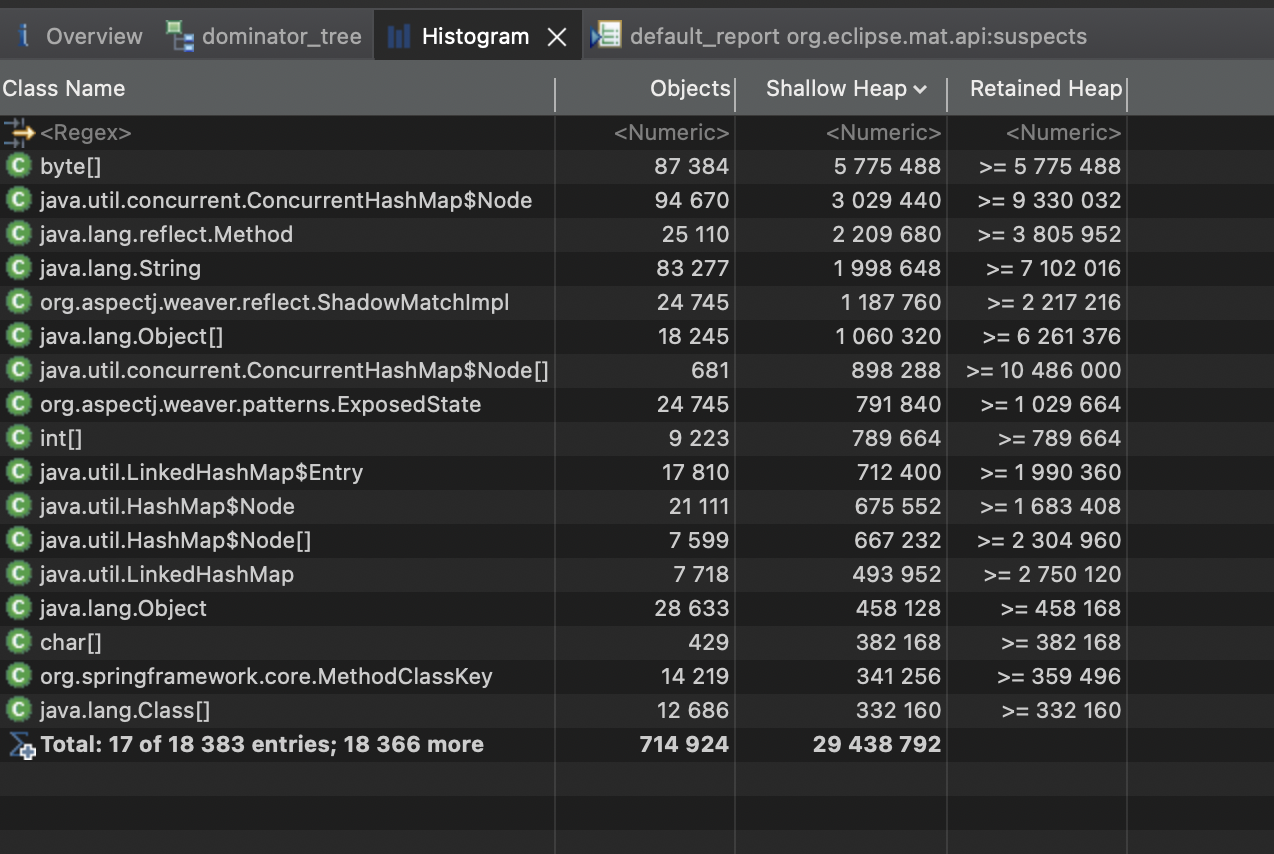 Overview dominator_tree Histogram default_report org.eclipse.mat.api:suspects
Class Name Objects Shallow Heap Retained Heap
<Regex> <Numeric> <Numeric> <Numeric>
byte[] 87 384 5 775 488 >= 5 775 488
java.util.concurrent.ConcurrentHashMap$Node 94 670 3 029 440 >= 9 330 032
java.lang.reflect.Method 25 110 2 209 680 >= 3 805 952
java.lang.String 83 277 1 998 648 >= 7 102 016
org.aspectj.weaver.reflect.ShadowMatchImpl 24 745 1 187 760 >= 2 217 216
java.lang.Object[] 18 245 1 060 320 >= 6 261 376
java.util.concurrent.ConcurrentHashMap$Node[] 681 898 288 >= 10 486 000
org.aspectj.weaver.patterns.ExposedState 24 745 791 840 >= 1 029 664
int[] 9 223 789 664 >= 789 664
java.util.LinkedHashMap$Entry 17 810 712 400 >= 1 990 360
java.util.HashMap$Node 21 111 675 552 >= 1 683 408
java.util.HashMap$Node[] 7 599 667 232 >= 2 304 960
java.util.LinkedHashMap 7 718 493 952 >= 2 750 120
java.lang.Object 28 633 458 128 >= 458 168
char[] 429 382 168 >= 382 168
org.springframework.core.MethodClassKey 14 219 341 256 >= 359 496
java.lang.Class[] 12 686 332 160 >= 332 160
Total: 17 of 18 383 entries; 18 366 more 714 924 29 438 792